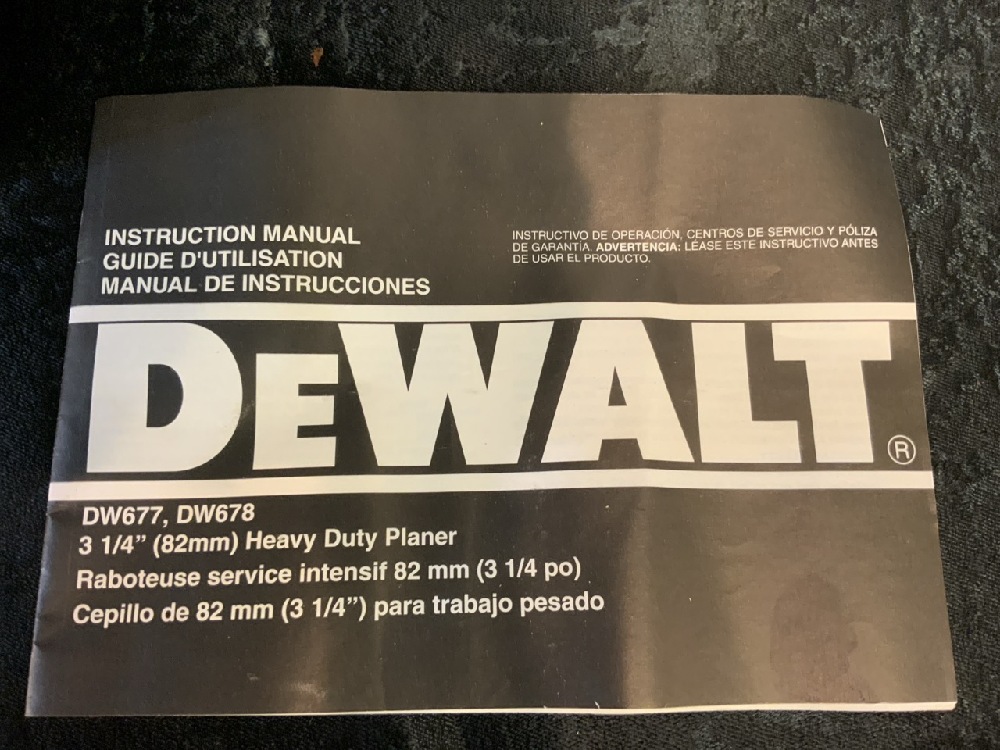 INSTRUCTION MANUAL
GUIDE D'UTILISATION
MANUAL DE INSTRUCCIONES
INSTRUCTIVO DE OPERACIÓN, CENTROS DE SERVICIO Y PÓLIZA
DE GARANTÍA. ADVERTENCIA: LÉASE ESTE INSTRUCTIVO ANTES
DE USAR EL PRODUCTO.
DEWALT®
DW677, DW678
3 1/4” (82mm) Heavy Duty Planer
Raboteuse service intensif 82 mm (3 1/4 po)
Cepillo de 82 mm (3 1/4”) para trabajo pesado